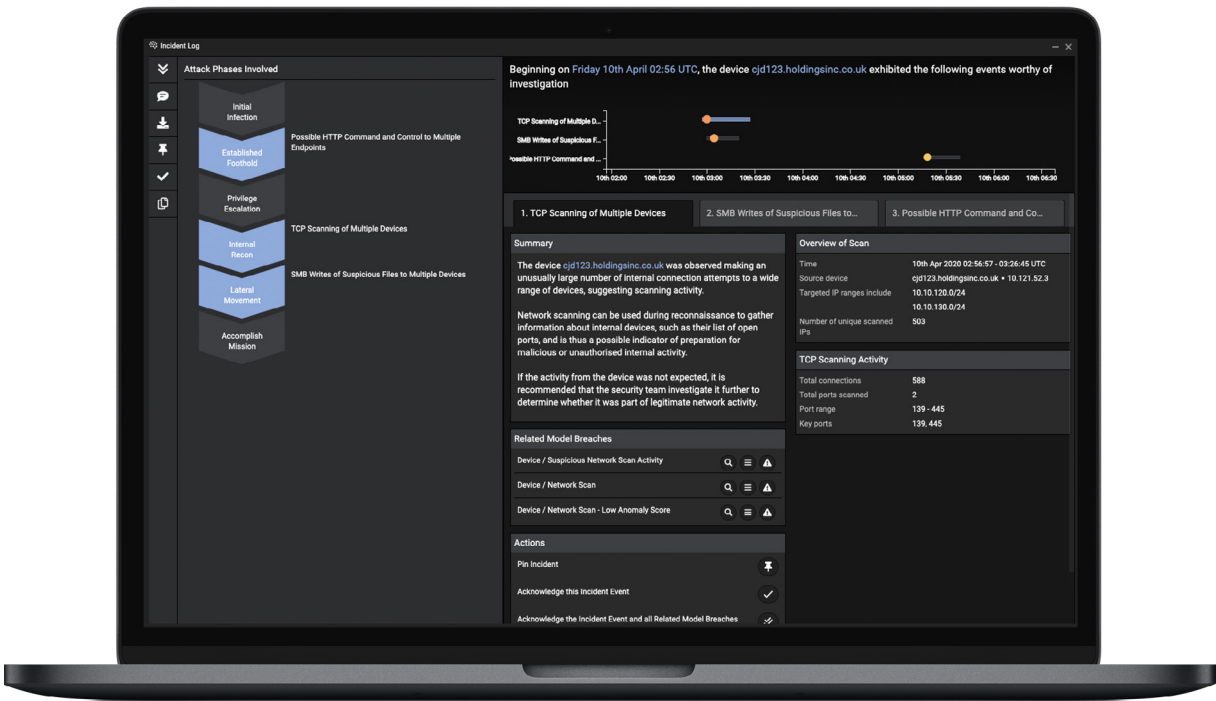 Incident Log
Attack Phases Involved
Initial
Infection
Established
Foothold
Possible HTTP Command and Control to Multiple
Endpoints
Privilege
Escalation
Internal
Recon
TCP Scanning of Multiple Devices
Lateral
Movement
SMB Writes of Suspicious Files to Multiple Devices
Accomplish
Mission
Beginning on Friday 10th April 02:56 UTC, the device cjd123.holdingsinc.co.uk exhibited the following events worthy of
investigation
TCP Scanning of Multiple D...
SMB Writes of Suspicious F...
Possible HTTP Command and ...
10th 02:00 10th 02:30 10th 03:00 10th 03:30 10th 04:00 10th 04:30 10th 05:00 10th 05:30 10th 06:00 10th 06:30
1. TCP Scanning of Multiple Devices
2. SMB Writes of Suspicious Files to...
3. Possible HTTP Command and Co...
Summary
The device cjd123.holdingsinc.co.uk was observed making an
unusually large number of internal connection attempts to a wide
range of devices, suggesting scanning activity.
Network scanning can be used during reconnaissance to gather
information about internal devices, such as their list of open
ports, and is thus a possible indicator of preparation for
malicious or unauthorised internal activity.
If the activity from the device was not expected, it is
recommended that the security team investigate it further to
determine whether it was part of legitimate network activity.
Related Model Breaches
Device / Suspicious Network Scan Activity
Device / Network Scan
Device / Network Scan - Low Anomaly Score
Actions
Pin Incident
Acknowledge this Incident Event
Acknowledge the Incident Event and all Related Model Breaches
Overview of Scan
Time 10th Apr 2020 02:56:57 - 03:26:45 UTC
Source device cjd123.holdingsinc.co.uk • 10.121.52.3
Targeted IP ranges include 10.10.120.0/24
10.10.130.0/24
Number of unique scanned 503
IPs
TCP Scanning Activity
Total connections 588
Total ports scanned 2
Port range 139 - 445
Key ports 139, 445